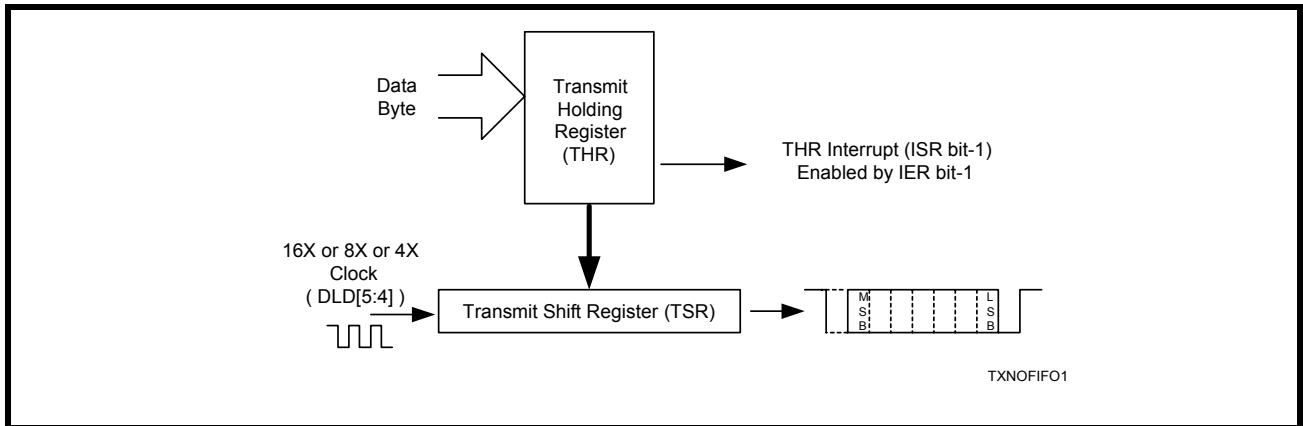 Data
Byte
Transmit
Holding
Register
(THR)
THR Interrupt (ISR bit-1)
Enabled by IER bit-1
16X or 8X or 4X
Clock
( DLD[5:4] )
Transmit Shift Register (TSR)
M
S
B
L
S
B
TXNOFIFO1